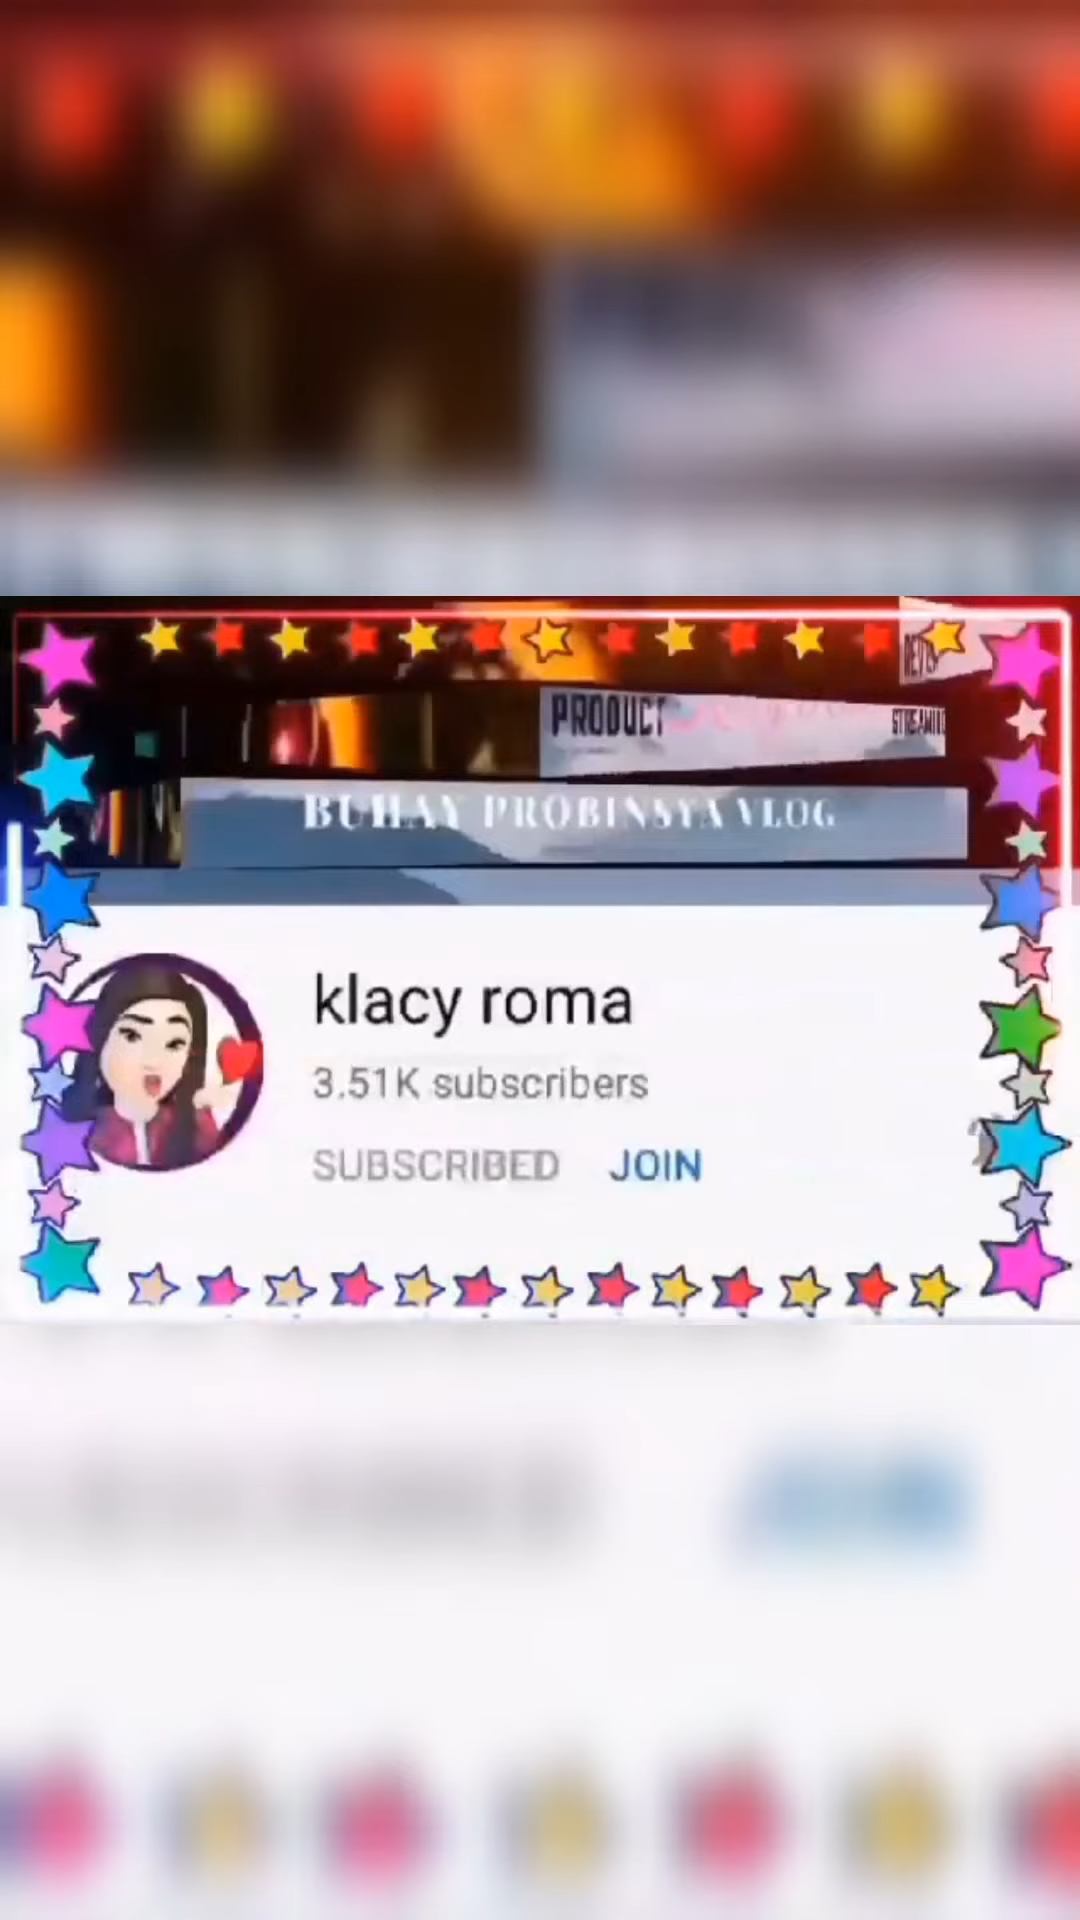 PRODUCT
BUHAY PROBINSYA VLOG
klacy roma
3.51K subscribers
SUBSCRIBED JOIN